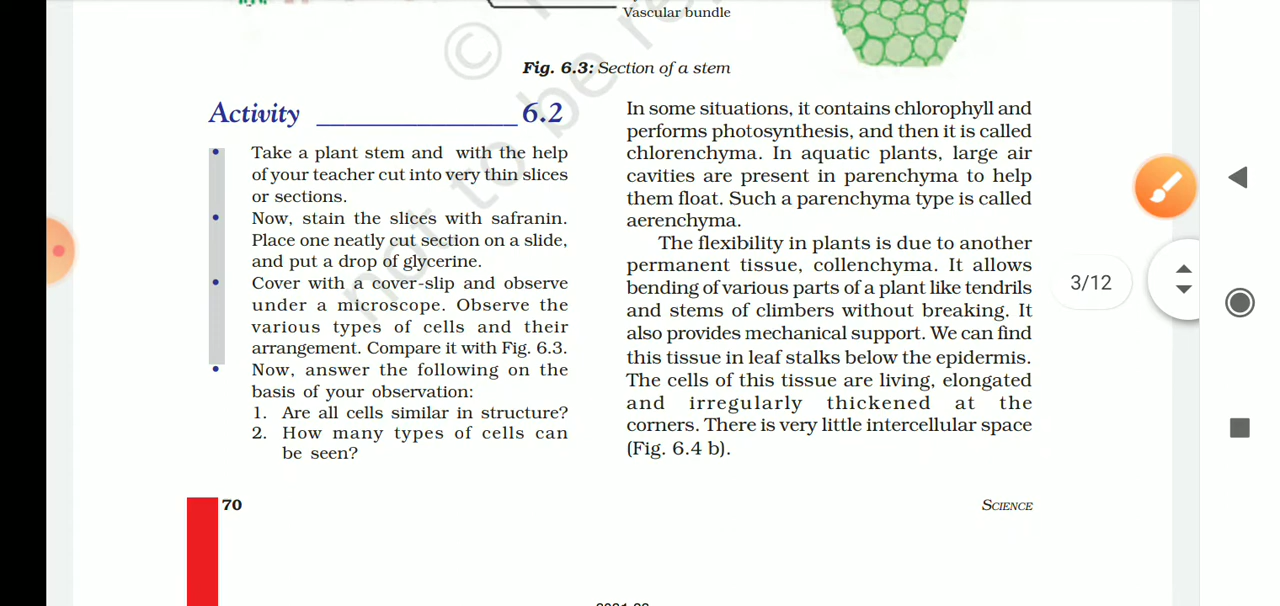 Vascular bundle
Fig. 6.3: Section of a stem
Activity ______________ 6.2
• Take a plant stem and with the help
of your teacher cut into very thin slices
or sections.
• Now, stain the slices with safranin.
Place one neatly cut section on a slide,
and put a drop of glycerine.
• Cover with a cover-slip and observe
under a microscope. Observe the
various types of cells and their
arrangement. Compare it with Fig. 6.3.
• Now, answer the following on the
basis of your observation:
1. Are all cells similar in structure?
2. How many types of cells can
be seen?
In some situations, it contains chlorophyll and
performs photosynthesis, and then it is called
chlorenchyma. In aquatic plants, large air
cavities are present in parenchyma to help
them float. Such a parenchyma type is called
aerenchyma.
The flexibility in plants is due to another
permanent tissue, collenchyma. It allows
bending of various parts of a plant like tendrils
and stems of climbers without breaking. It
also provides mechanical support. We can find
this tissue in leaf stalks below the epidermis.
The cells of this tissue are living, elongated
and irregularly thickened at the
corners. There is very little intercellular space
(Fig. 6.4 b).
70
SCIENCE
3/12
©
not to be re